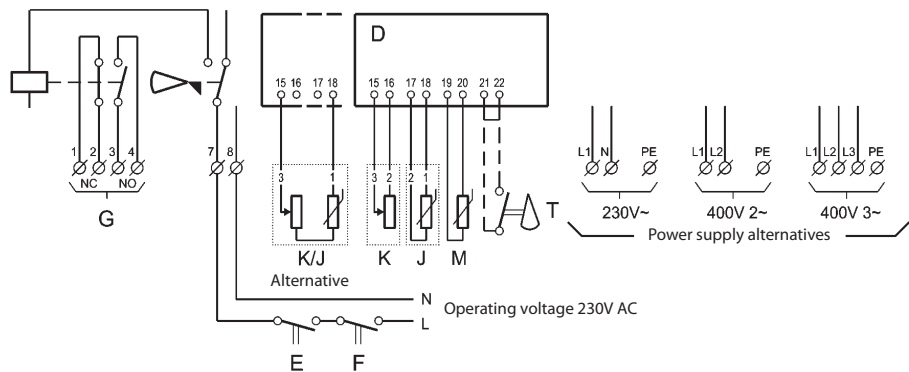 D
15 16 17 18 15 16 17 18 19 20 21 22
1 2 3 4 7 8
NC NO
G
3 1 3 2 2 1
T
K/J K J M
Alternative
L1 N PE L1 L2 PE L1 L2 L3 PE
230V~ 400V 2~ 400V 3~
Power supply alternatives
N
Operating voltage 230V AC
L
E F